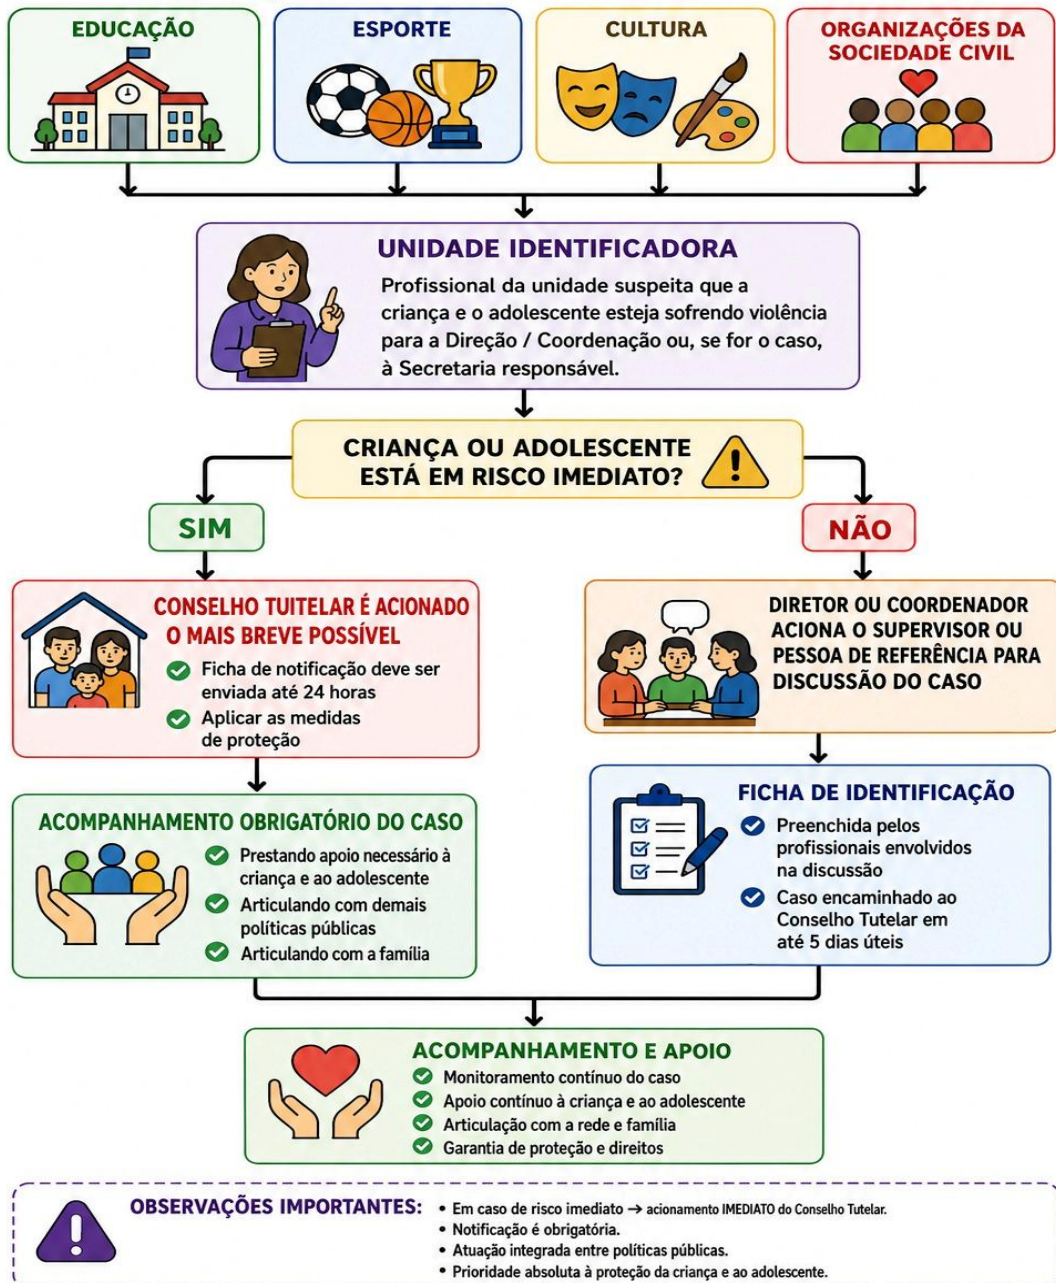 EDUCAÇÃO
ESPORTE
CULTURA
ORGANIZAÇÕES DA
SOCIEDADE CIVIL
UNIDADE IDENTIFICADORA
Profissional da unidade suspeita que a
criança e o adolescente esteja sofrendo violência
para a Direção / Coordenação ou, se for o caso,
à Secretaria responsável.
CRIANÇA OU ADOLESCENTE
ESTÁ EM RISCO IMEDIATO?
SIM
NÃO
CONSELHO TUITELAR É ACIONADO
O MAIS BREVE POSSÍVEL
Ficha de notificação deve ser
enviada até 24 horas
Aplicar as medidas
de proteção
DIRETOR OU COORDENADOR
ACIONA O SUPERVISOR OU
PESSOA DE REFERÊNCIA PARA
DISCUSSÃO DO CASO
ACOMPANHAMENTO OBRIGATÓRIO DO CASO
Prestando apoio necessário à
criança e ao adolescente
Articulando com demais
políticas públicas
Articulando com a família
FICHA DE IDENTIFICAÇÃO
Preenchida pelos
profissionais envolvidos
na discussão
Caso encaminhado ao
Conselho Tutelar em
até 5 dias úteis
ACOMPANHAMENTO E APOIO
Monitoramento contínuo do caso
Apoio contínuo à criança e ao adolescente
Articulação com a rede e família
Garantia de proteção e direitos
OBSERVAÇÕES IMPORTANTES:
• Em caso de risco imediato → acionamento IMEDIATO do Conselho Tutelar.
• Notificação é obrigatória.
• Atuação integrada entre políticas públicas.
• Prioridade absoluta à proteção da criança e ao adolescente.